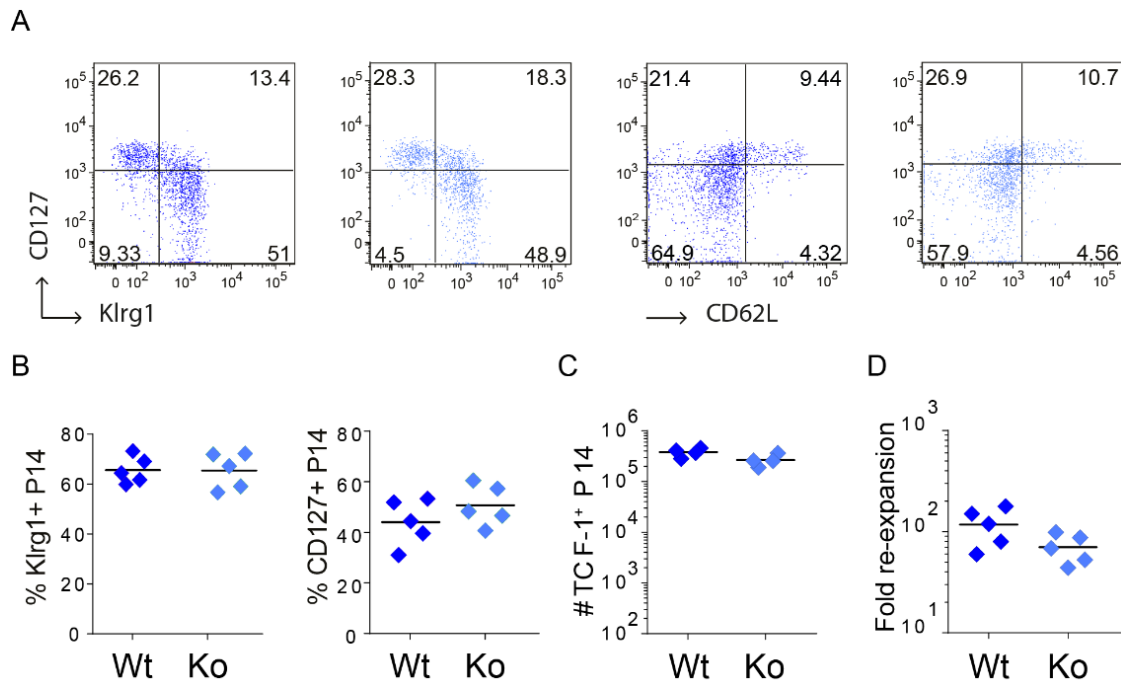 A
26.2 13.4
28.3 18.3
21.4 9.44
26.9 10.7
10⁵ 10⁴ 10³ 10² 0
10⁵ 10⁴ 10³ 10² 0
10⁵ 10⁴ 10³ 10² 0
10⁵ 10⁴ 10³ 10² 0
9.33 51
4.5 48.9
64.9 4.32
57.9 4.56
0 10² 10³ 10⁴ 10⁵
0 10² 10³ 10⁴ 10⁵
0 10² 10³ 10⁴ 10⁵
0 10² 10³ 10⁴ 10⁵
CD127
Klrg1
CD62L
B
% Klrg1+ P14
80
60
40
20
0
Wt Ko
% CD127+ P14
80
60
40
20
0
Wt Ko
C
# TC F-1⁺ P 14
10⁶
10⁵
10⁴
10³
10²
Wt Ko
D
Fold re-expansion
10³
10²
10¹
Wt Ko